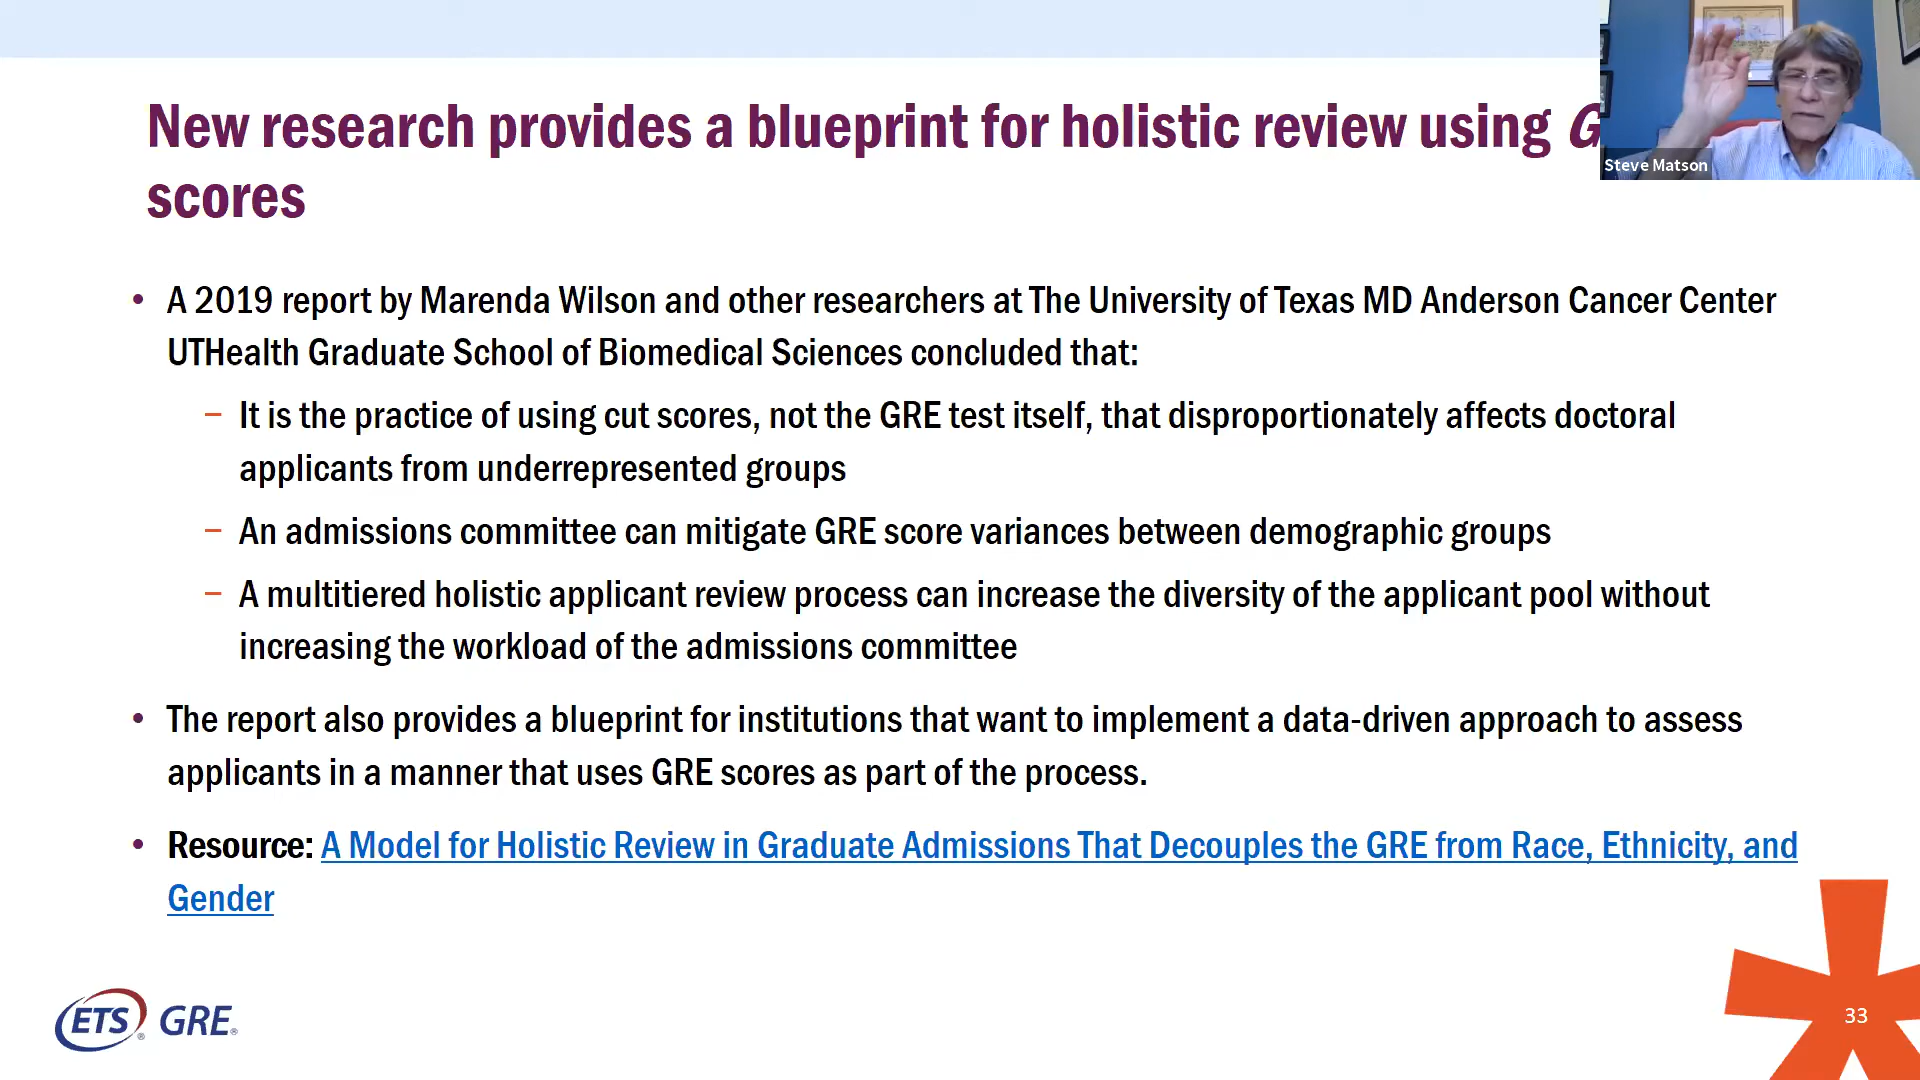 New research provides a blueprint for holistic review using
scores
Steve Matson
• A 2019 report by Marenda Wilson and other researchers at The University of Texas MD Anderson Cancer Center
UTHealth Graduate School of Biomedical Sciences concluded that:
– It is the practice of using cut scores, not the GRE test itself, that disproportionately affects doctoral
applicants from underrepresented groups
– An admissions committee can mitigate GRE score variances between demographic groups
– A multitiered holistic applicant review process can increase the diversity of the applicant pool without
increasing the workload of the admissions committee
• The report also provides a blueprint for institutions that want to implement a data-driven approach to assess
applicants in a manner that uses GRE scores as part of the process.
• Resource: A Model for Holistic Review in Graduate Admissions That Decouples the GRE from Race, Ethnicity, and
Gender
ETS® GRE®
33